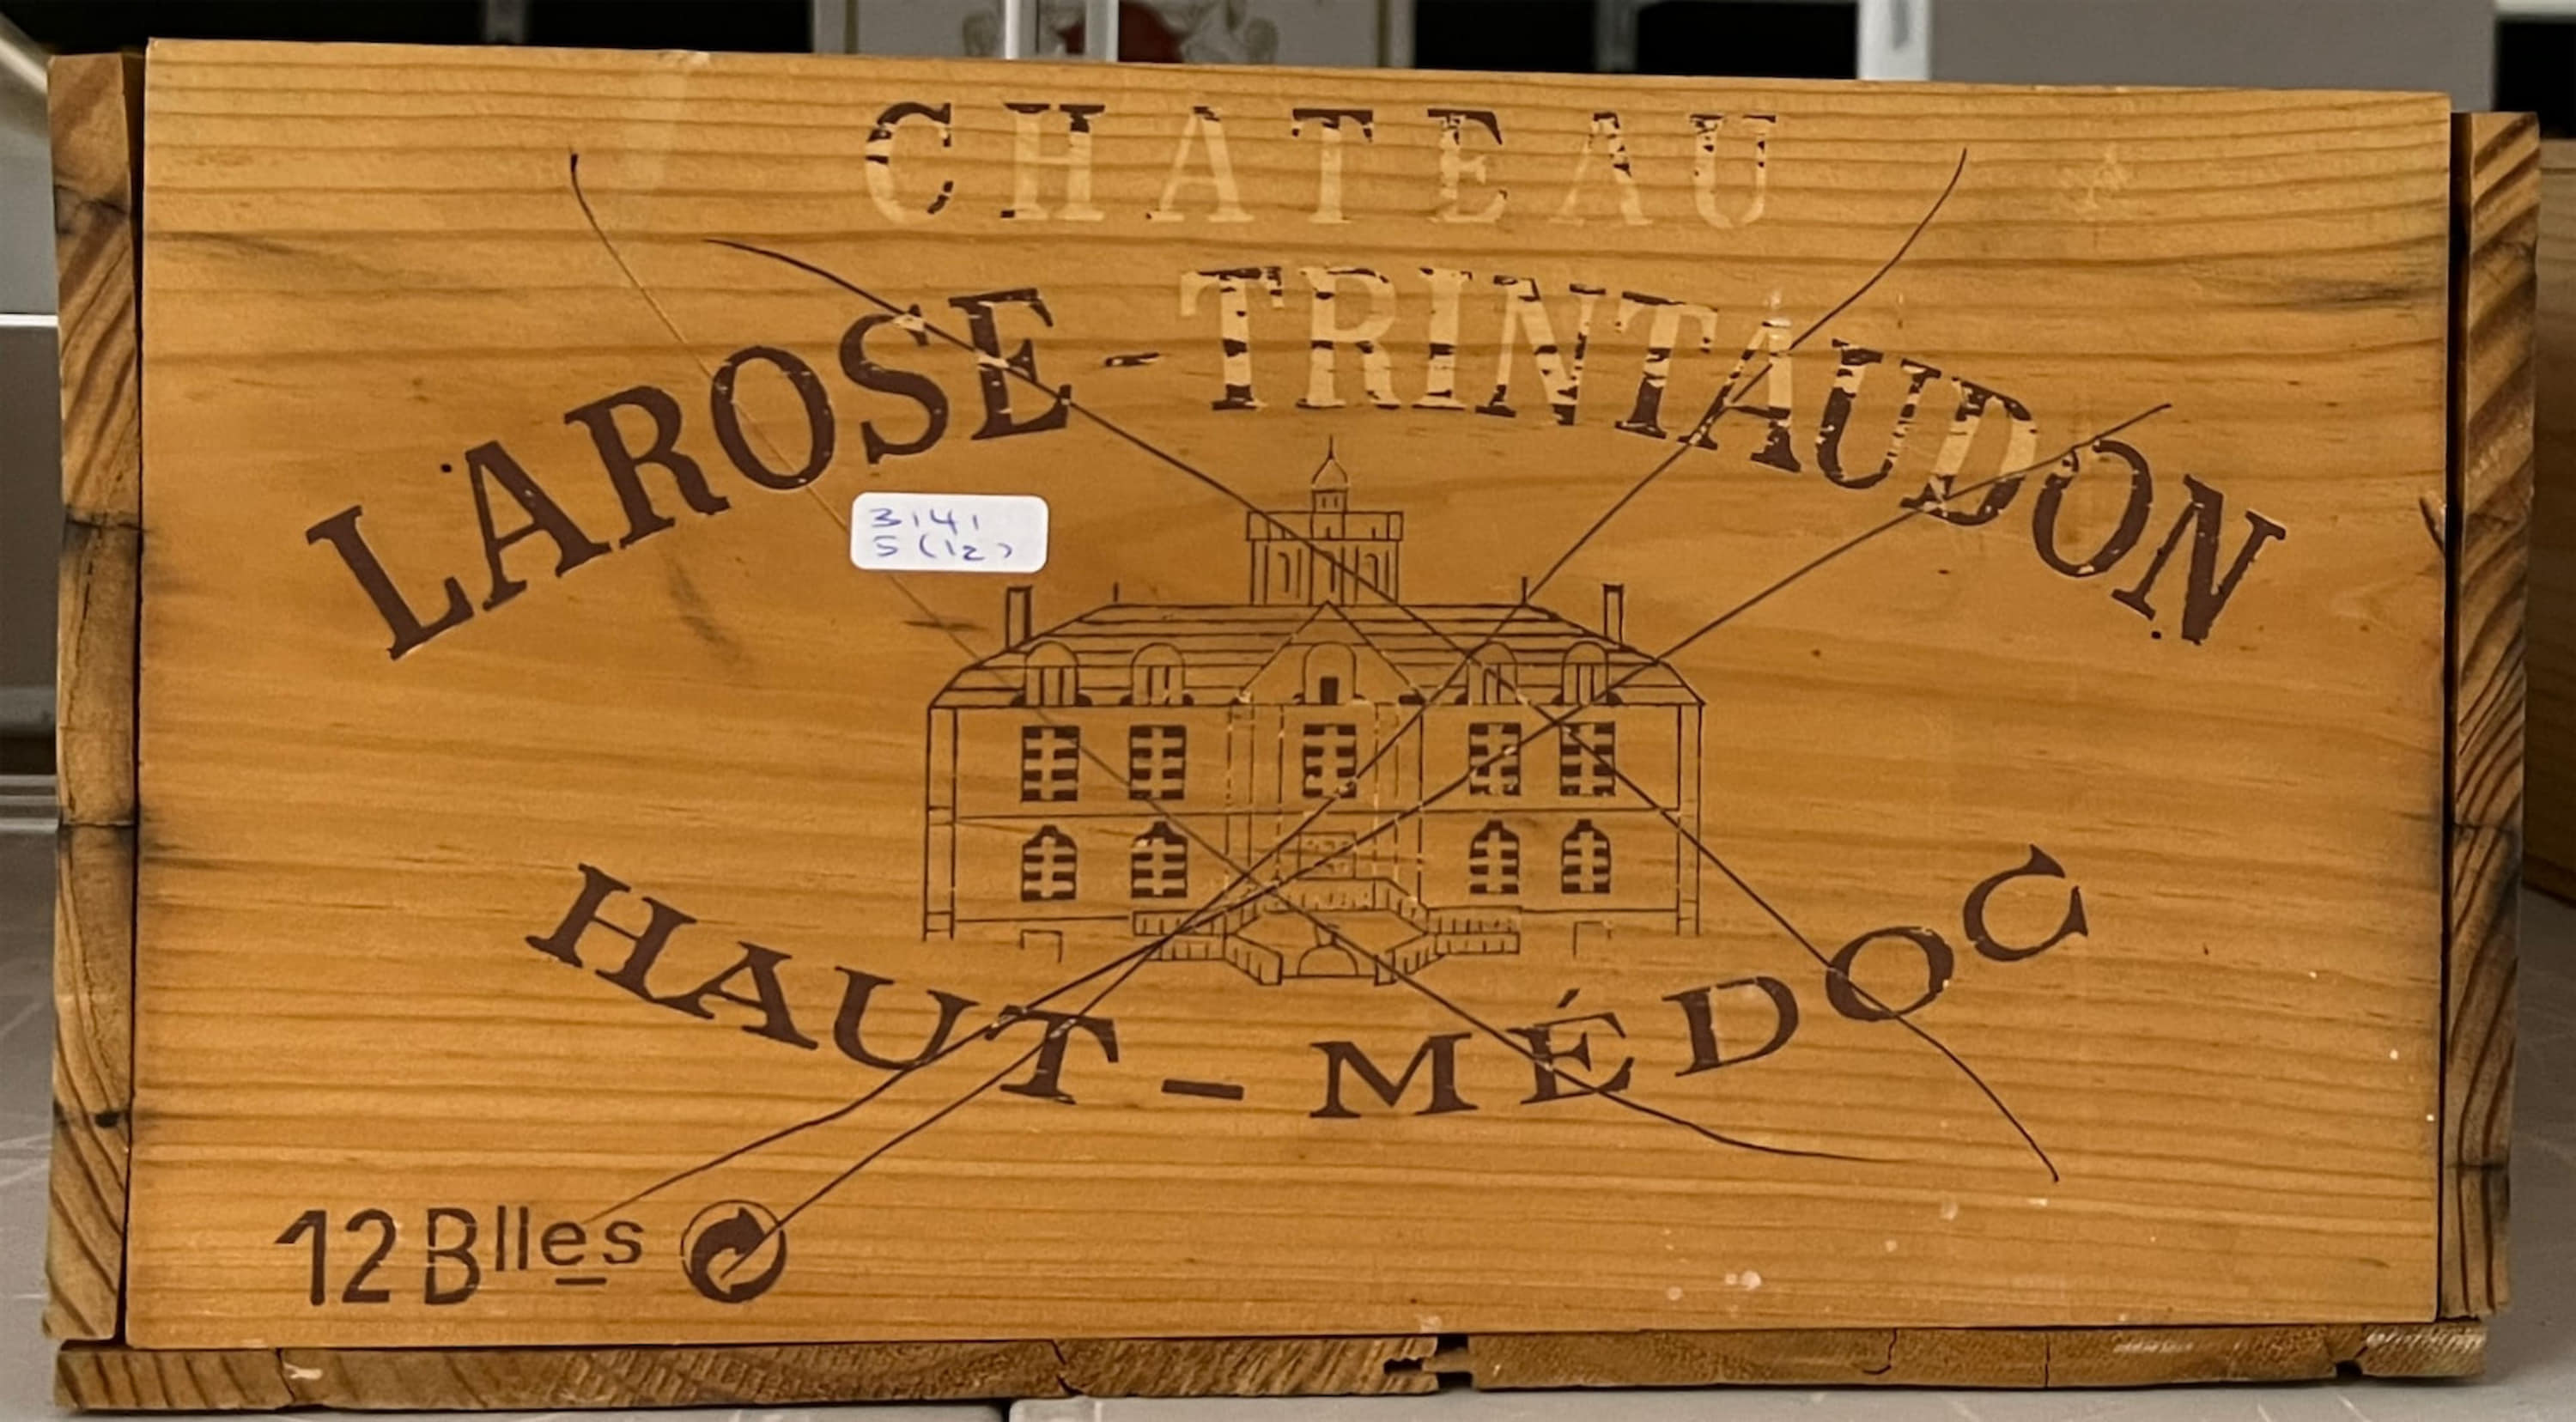 CHATEAU
LAROSE-TRINTAUDON
3141
5 (12)
HAUT-MÉDOC
12 Blles